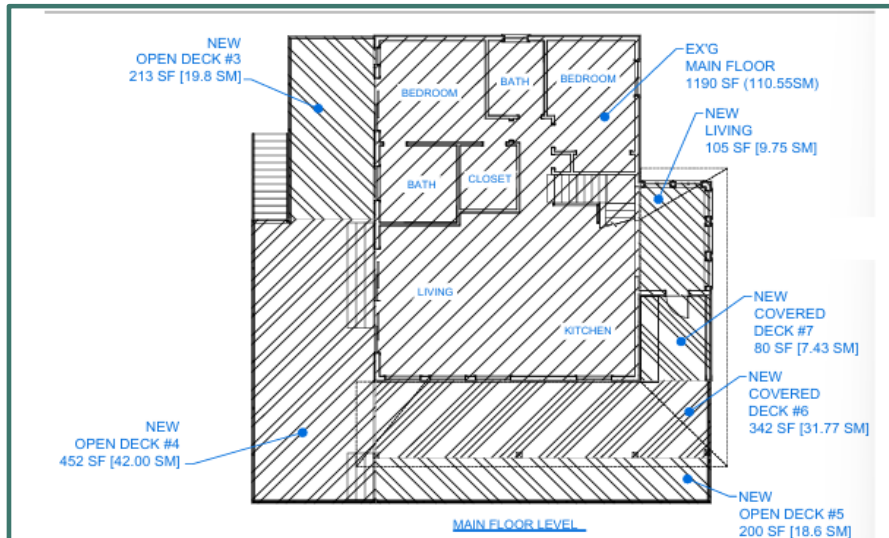 NEW
OPEN DECK #3
213 SF [19.8 SM]
EX'G
MAIN FLOOR
1190 SF (110.55SM)
NEW
LIVING
105 SF [9.75 SM]
BEDROOM
BATH
BEDROOM
BATH
CLOSET
LIVING
KITCHEN
NEW
COVERED
DECK #7
80 SF [7.43 SM]
NEW
COVERED
DECK #6
342 SF [31.77 SM]
NEW
OPEN DECK #4
452 SF [42.00 SM]
NEW
OPEN DECK #5
200 SF [18.6 SM]
MAIN FLOOR LEVEL